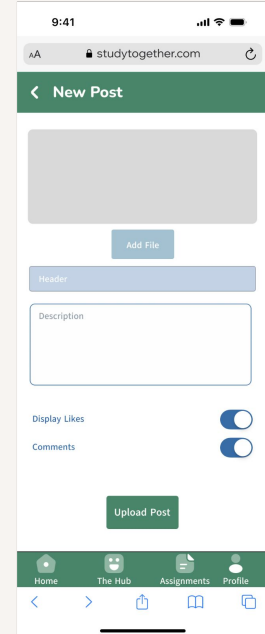 9:41
AA studytogether.com
New Post
Add File
Header
Description
Display Likes
Comments
Upload Post
Home The Hub Assignments Profile